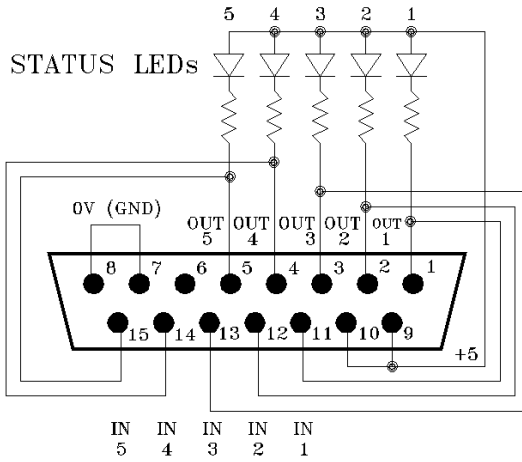 5 4 3 2 1
STATUS LEDs
0V (GND)
OUT OUT OUT OUT OUT
5 4 3 2 1
8 7 6 5 4 3 2 1
15 14 13 12 11 10 9
+5
IN IN IN IN IN
5 4 3 2 1